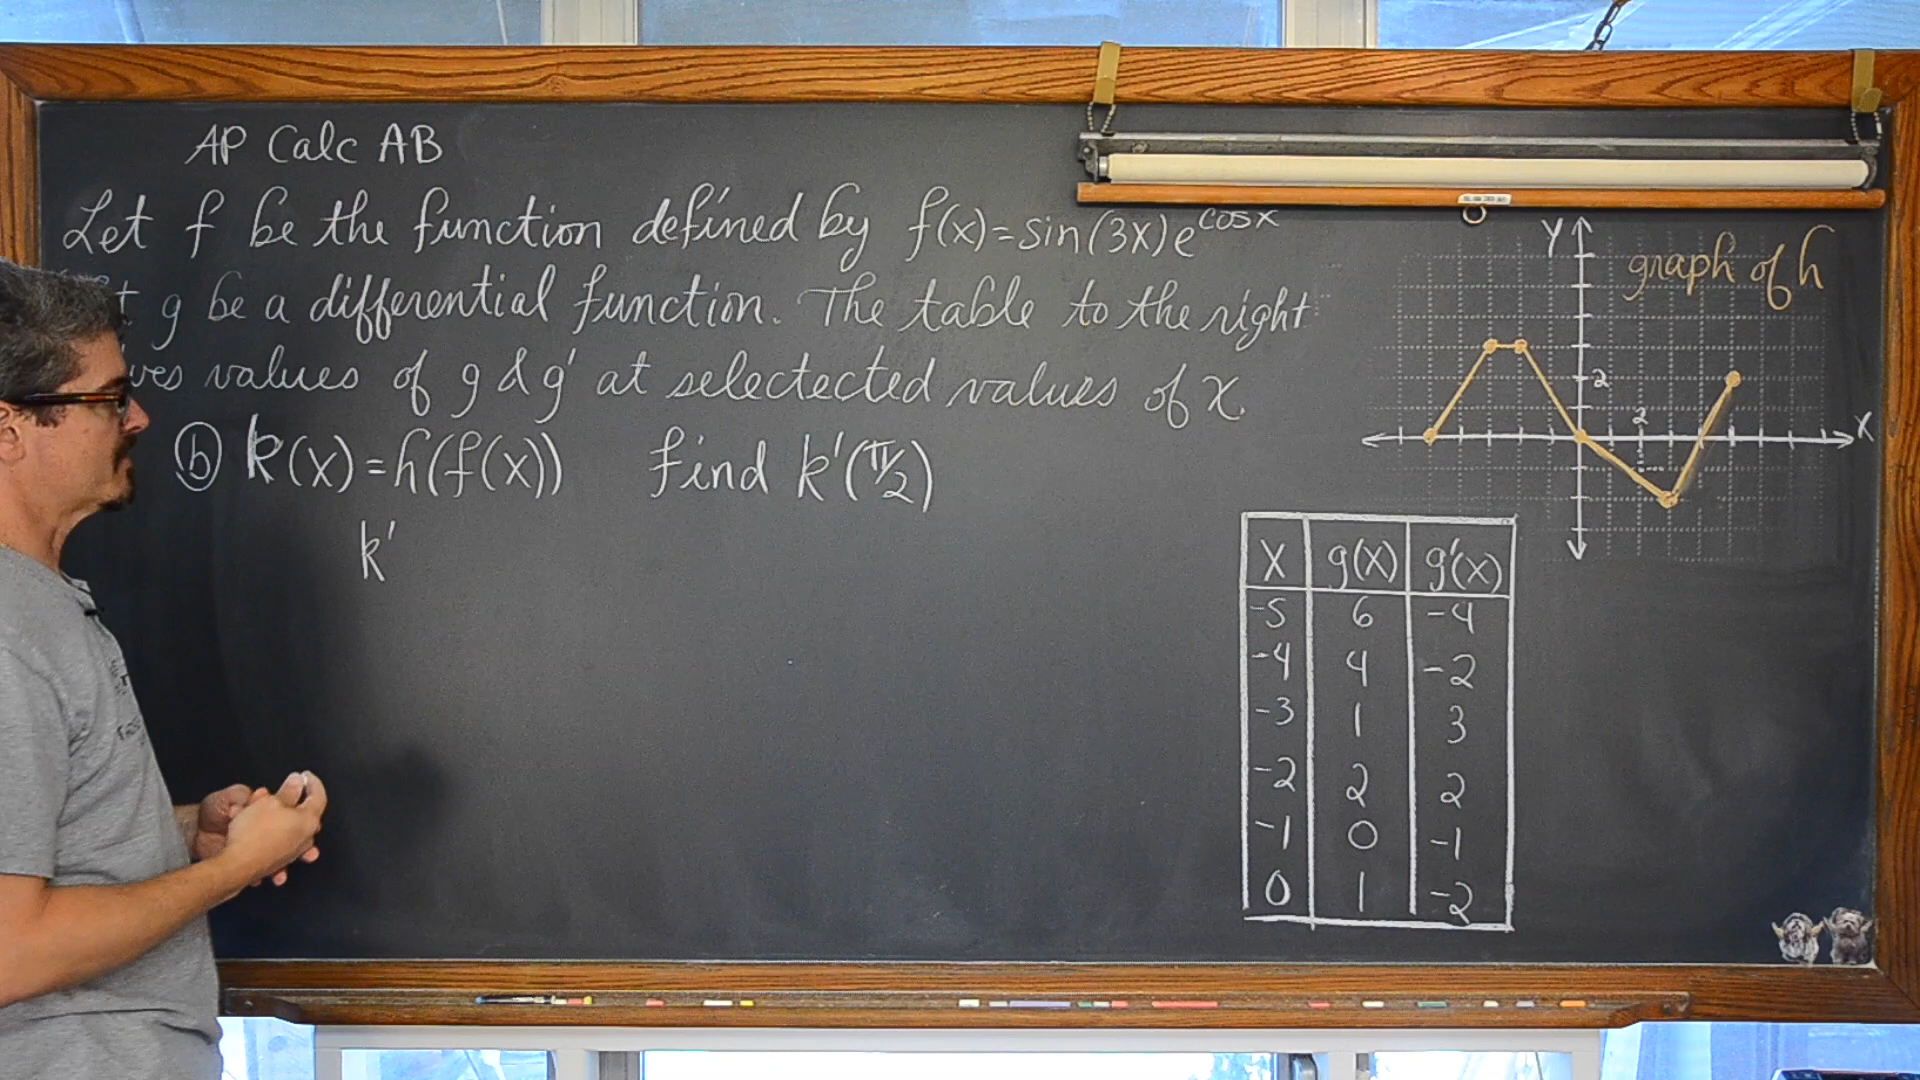 AP Calc AB
Let f be the function defined by f(x)=sin(3x)e^cosx
g be a differential function. The table to the right
values of g & g' at selectected values of x.
ⓑ k(x)=h(f(x)) find k'(π/2)
k'
Y
graph of h
2
2
X
X g(x) g'(x)
-5 6 -4
-4 4 -2
-3 1 3
-2 2 2
-1 0 -1
0 1 -2